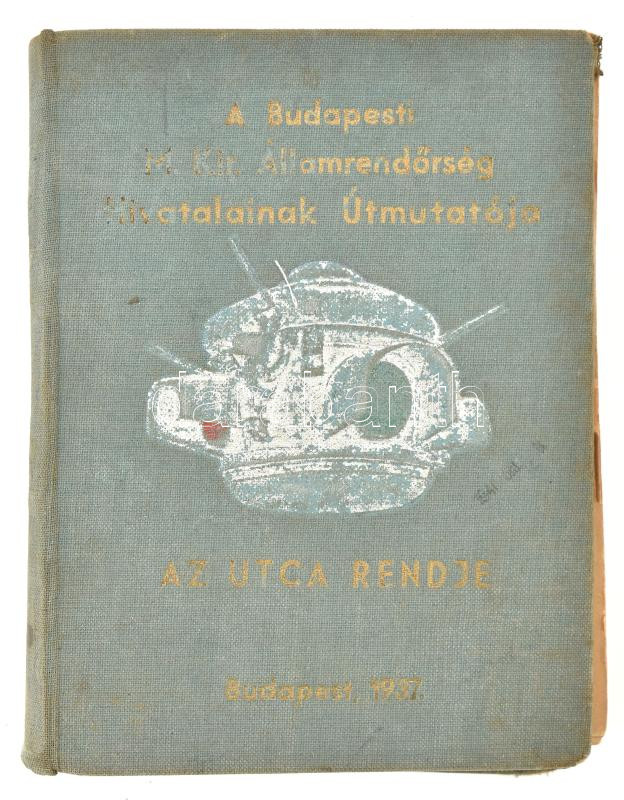 A Budapesti
M. Kir. Államrendőrség
Hivatalainak Útmutatója
AZ UTCA RENDJE
Budapest, 1937.